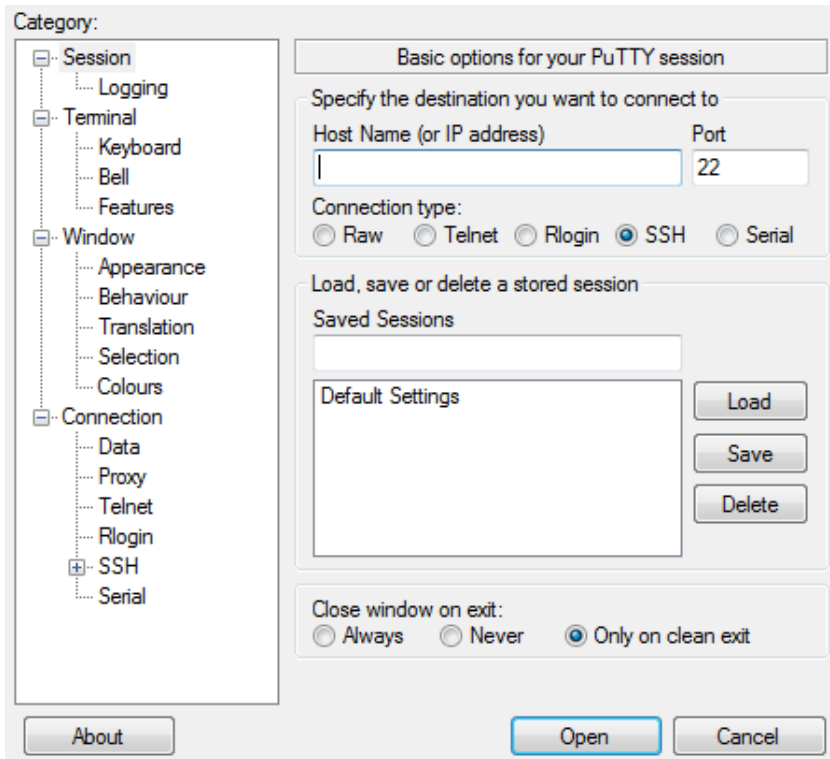 Category:
Session
Logging
Terminal
Keyboard
Bell
Features
Window
Appearance
Behaviour
Translation
Selection
Colours
Connection
Data
Proxy
Telnet
Rlogin
SSH
Serial
Basic options for your PuTTY session
Specify the destination you want to connect to
Host Name (or IP address) Port
22
Connection type:
Raw Telnet Rlogin SSH Serial
Load, save or delete a stored session
Saved Sessions
Default Settings
Load
Save
Delete
Close window on exit:
Always Never Only on clean exit
About Open Cancel